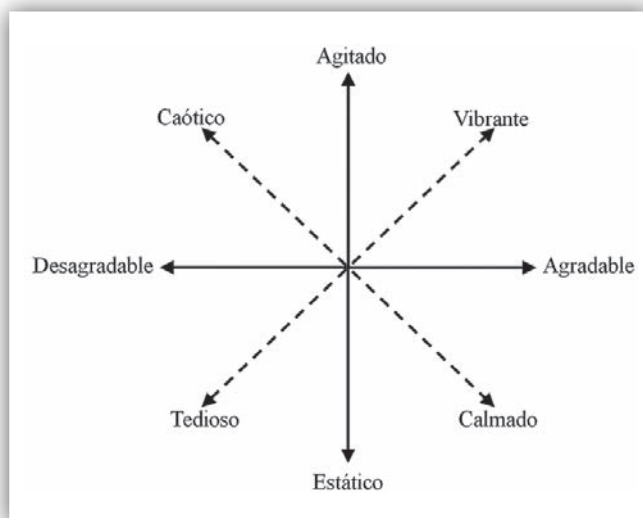 Agitado
Caótico
Vibrante
Desagradable
Agradable
Tedioso
Calmado
Estático